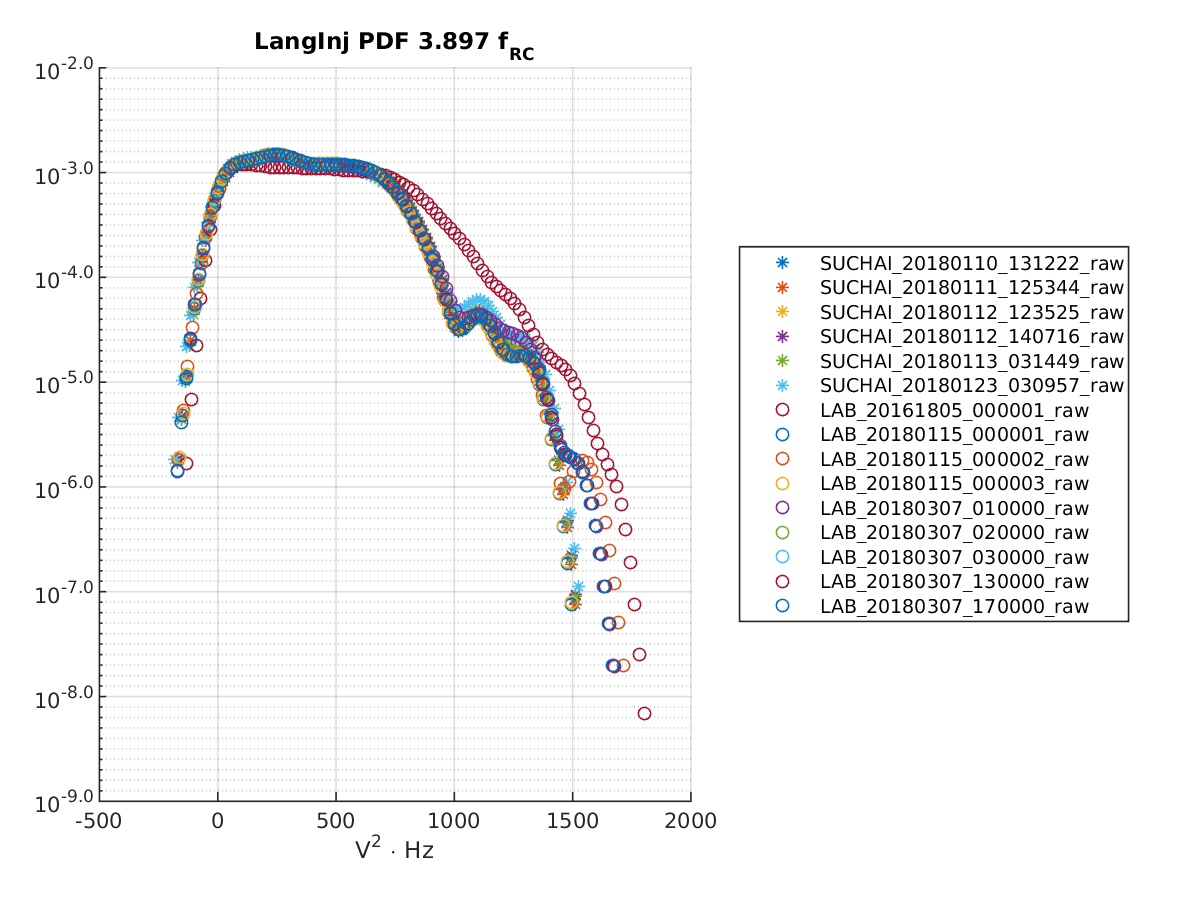 LangInj PDF 3.897 f_RC
10^-2.0
10^-3.0
10^-4.0
10^-5.0
10^-6.0
10^-7.0
10^-8.0
10^-9.0
-500 0 500 1000 1500 2000
V^2 · Hz
SUCHAI_20180110_131222_raw
SUCHAI_20180111_125344_raw
SUCHAI_20180112_123525_raw
SUCHAI_20180112_140716_raw
SUCHAI_20180113_031449_raw
SUCHAI_20180123_030957_raw
LAB_20161805_000001_raw
LAB_20180115_000001_raw
LAB_20180115_000002_raw
LAB_20180115_000003_raw
LAB_20180307_010000_raw
LAB_20180307_020000_raw
LAB_20180307_030000_raw
LAB_20180307_130000_raw
LAB_20180307_170000_raw